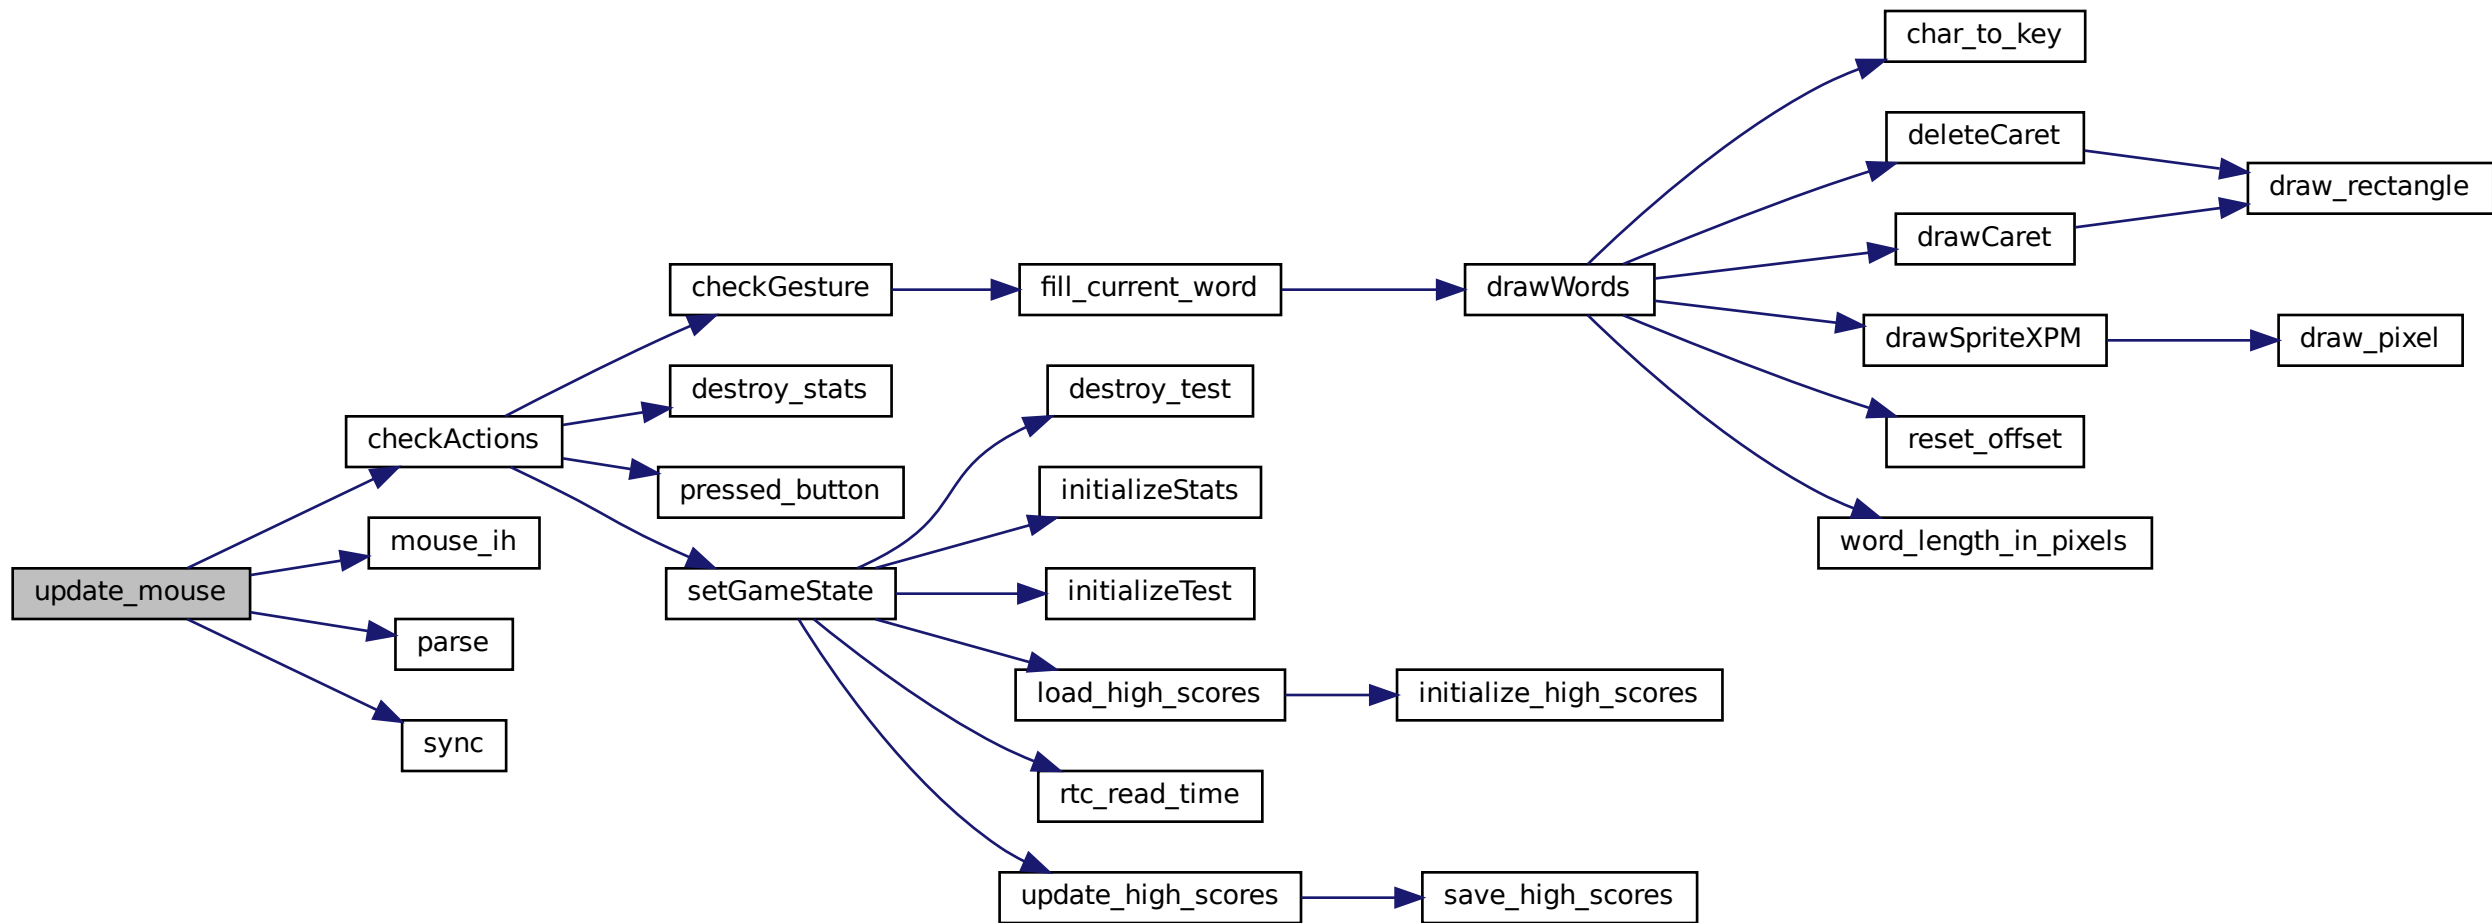 char_to_key
deleteCaret
draw_rectangle
drawCaret
checkGesture
fill_current_word
drawWords
drawSpriteXPM
draw_pixel
destroy_stats
destroy_test
checkActions
reset_offset
pressed_button
initializeStats
mouse_ih
word_length_in_pixels
update_mouse
setGameState
initializeTest
parse
load_high_scores
initialize_high_scores
sync
rtc_read_time
update_high_scores
save_high_scores